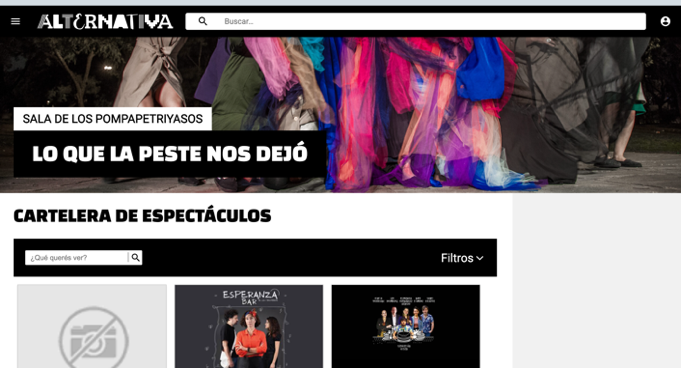 ALTERNATIVA
Buscar...
SALA DE LOS POMPAPETRIYASOS
LO QUE LA PESTE NOS DEJÓ
CARTELERA DE ESPECTÁCULOS
¿Qué querés ver?
Filtros
ESPERANZA
BAR